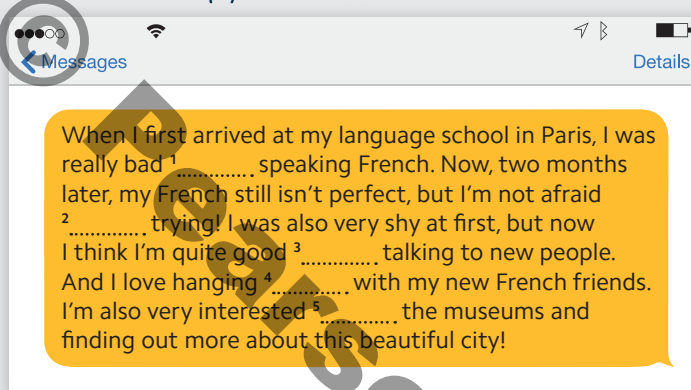 Messages Details
When I first arrived at my language school in Paris, I was
really bad 1............. speaking French. Now, two months
later, my French still isn't perfect, but I'm not afraid
2............. trying! I was also very shy at first, but now
I think I'm quite good 3............. talking to new people.
And I love hanging 4............. with my new French friends.
I'm also very interested 5............. the museums and
finding out more about this beautiful city!
©
Pearso